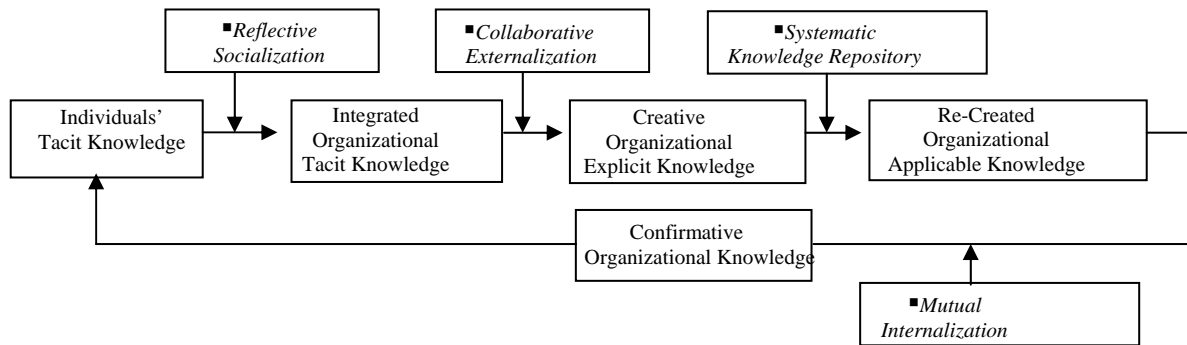 ▪Reflective
Socialization
▪Collaborative
Externalization
▪Systematic
Knowledge Repository
Individuals’
Tacit Knowledge
Integrated
Organizational
Tacit Knowledge
Creative
Organizational
Explicit Knowledge
Re-Created
Organizational
Applicable Knowledge
Confirmative
Organizational Knowledge
▪Mutual
Internalization